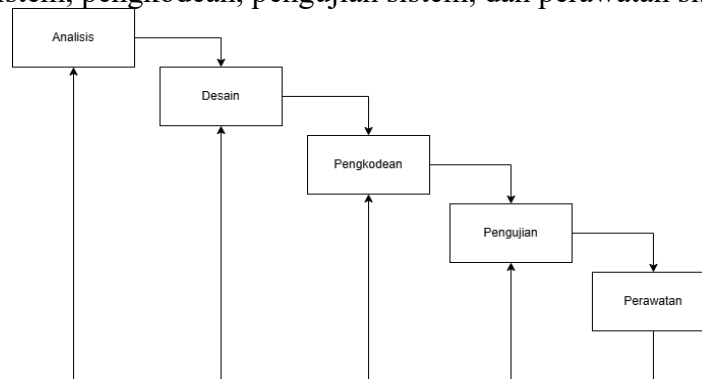 pengkodean, pengujian sistem, dan perawatan
Analisis
Desain
Pengkodean
Pengujian
Perawatan